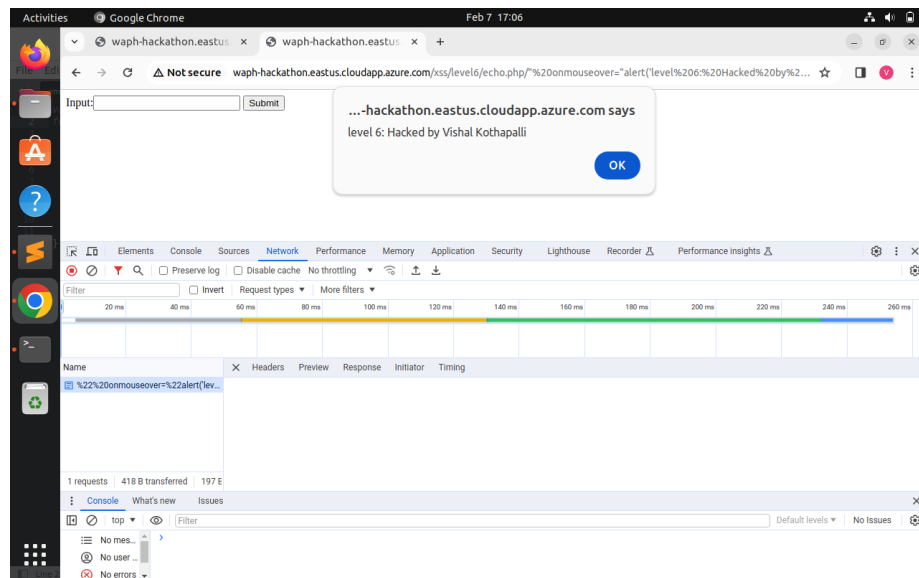 Activities Google Chrome Feb 7 17:06
waph-hackathon.eastus × waph-hackathon.eastus × +
Not secure waph-hackathon.eastus.cloudapp.azure.com/xss/level6/echo.php/"%20onmouseover="alert('level%206:%20Hacked%20by%2... V
File Edi
Input: Submit
...-hackathon.eastus.cloudapp.azure.com says
level 6: Hacked by Vishal Kothapalli
OK
Elements Console Sources Network Performance Memory Application Security Lighthouse Recorder Performance insights
Preserve log Disable cache No throttling
Filter Invert Request types More filters
20 ms 40 ms 60 ms 80 ms 100 ms 120 ms 140 ms 160 ms 180 ms 200 ms 220 ms 240 ms 260 ms
Name × Headers Preview Response Initiator Timing
%22%20onmouseover=%22alert('lev...
1 requests 418 B transferred 197 E
Console What's new Issues
top Filter Default levels No Issues
No mes...
No user ...
No errors